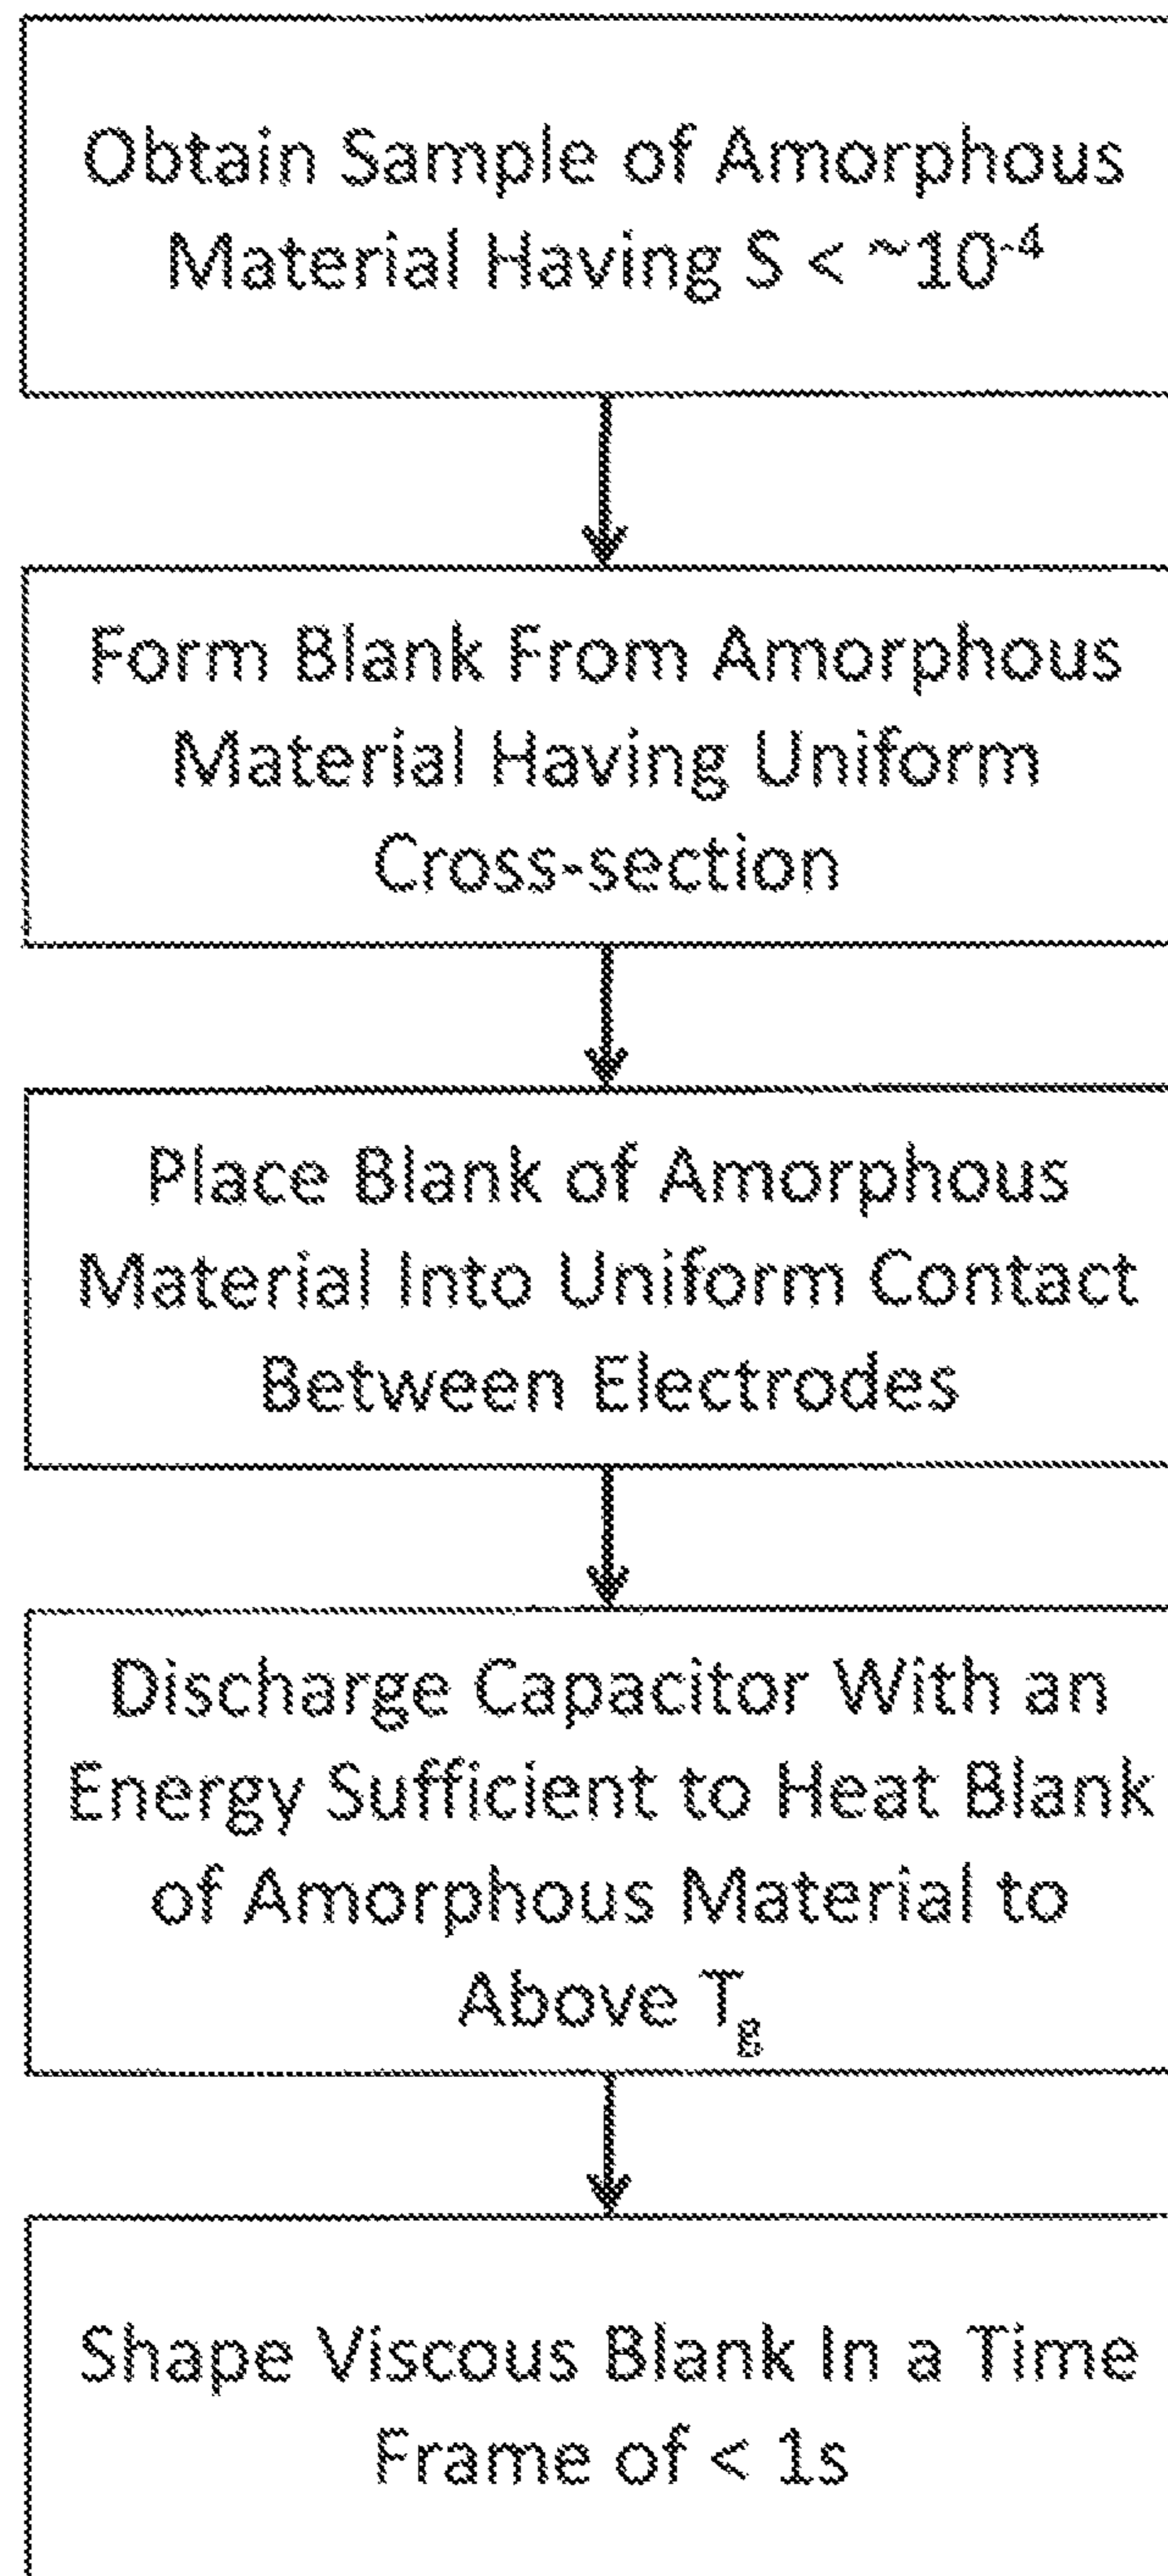 Obtain Sample of Amorphous
Material Having S < ~10⁻⁴
Form Blank From Amorphous
Material Having Uniform
Cross-section
Place Blank of Amorphous
Material Into Uniform Contact
Between Electrodes
Discharge Capacitor With an
Energy Sufficient to Heat Blank
of Amorphous Material to
Above Tg
Shape Viscous Blank In a Time
Frame of < 1s